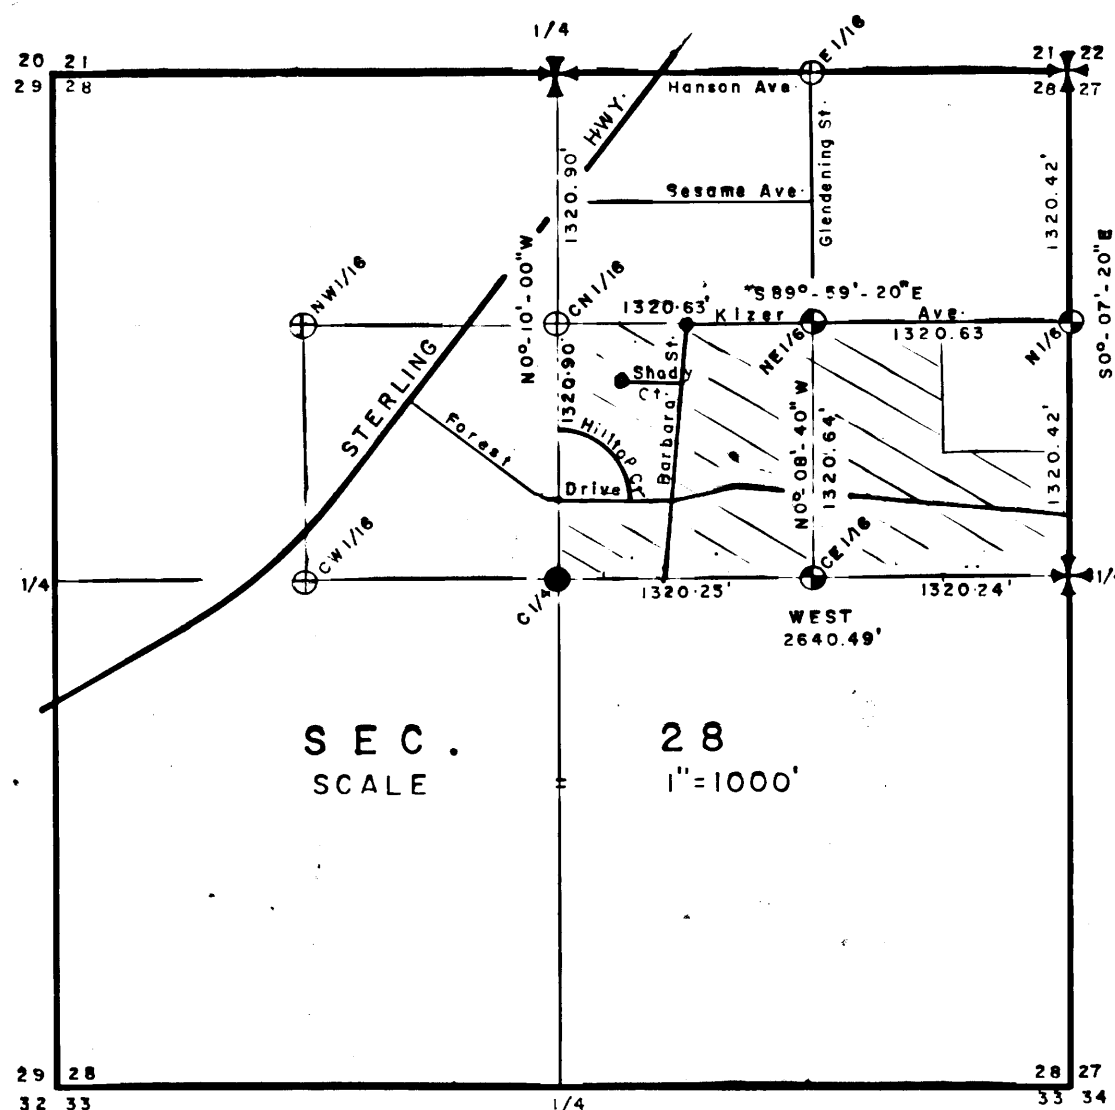 1/4
20 21
29 28
E 1/16
21 22
28 27
Hanson Ave.
HWY.
1320.90'
Sesame Ave.
Glendening St.
1320.42'
S0°-07'-20"E
NW1/16
N0°-10'-00"W
CN1/16
1320.63'
"S89°-59'-20"E
Kizer
Ave.
1320.63
NE1/6
N1/6
STERLING
1320.90'
Shady
Ct.
Barbara St.
Forest
Hilltop Cr.
Drive
N0°-08'-40"W
1320.64'
1320.42'
CW1/16
CE1/16
1/4
C1/4
1320.25'
1320.24'
1/4
WEST
2640.49'
SEC. 28
SCALE = 1"=1000'
29 28
32 33
1/4
28 27
33 34